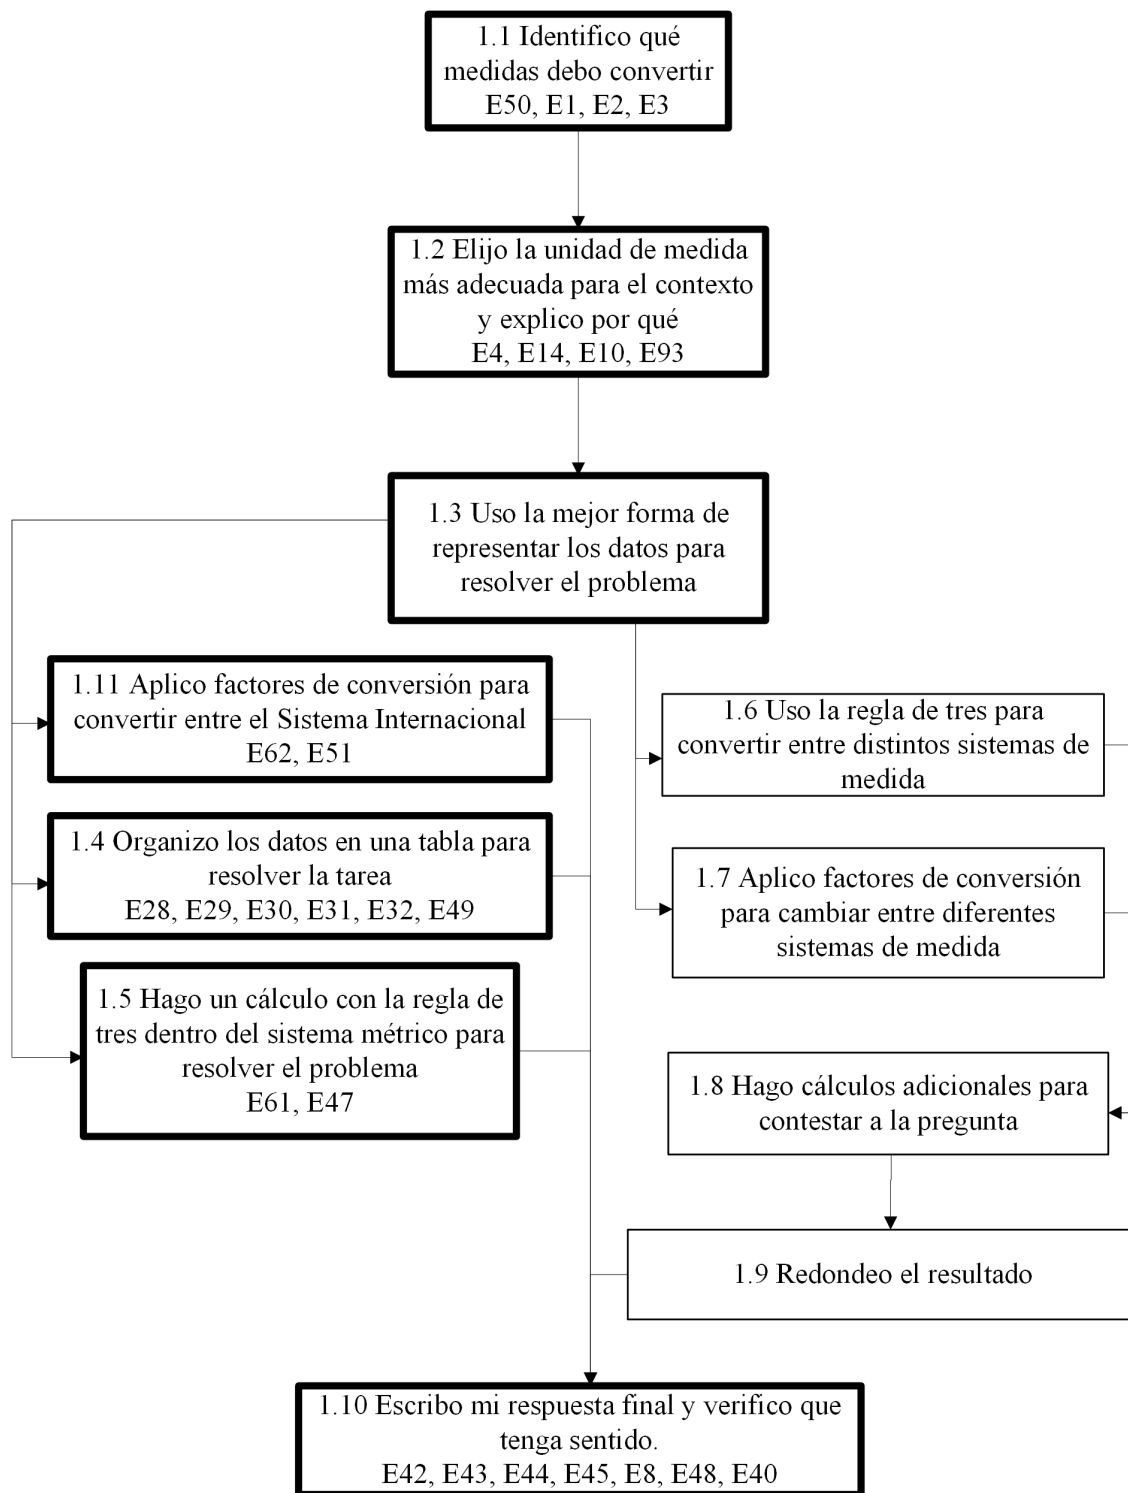 1.1 Identifico qué
medidas debo convertir
E50, E1, E2, E3
1.2 Elijo la unidad de medida
más adecuada para el contexto
y explico por qué
E4, E14, E10, E93
1.3 Uso la mejor forma de
representar los datos para
resolver el problema
1.11 Aplico factores de conversión para
convertir entre el Sistema Internacional
E62, E51
1.4 Organizo los datos en una tabla para
resolver la tarea
E28, E29, E30, E31, E32, E49
1.5 Hago un cálculo con la regla de
tres dentro del sistema métrico para
resolver el problema
E61, E47
1.6 Uso la regla de tres para
convertir entre distintos sistemas de
medida
1.7 Aplico factores de conversión
para cambiar entre diferentes
sistemas de medida
1.8 Hago cálculos adicionales para
contestar a la pregunta
1.9 Redondeo el resultado
1.10 Escribo mi respuesta final y verifico que
tenga sentido.
E42, E43, E44, E45, E8, E48, E40